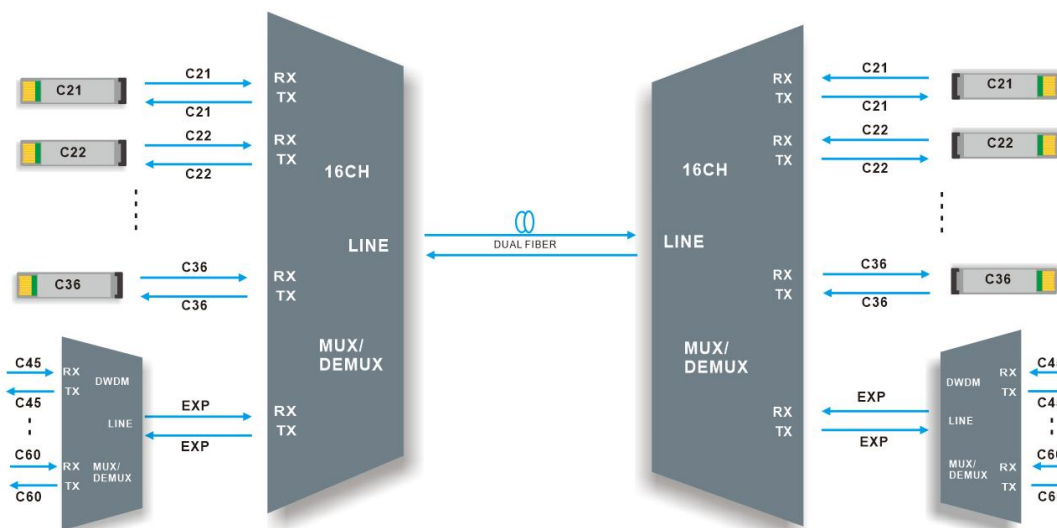 C21 C21 RX RX C21 C21
TX TX
C21 C21
C22 RX RX C22
C22 TX TX C22
C22 C22
16CH 16CH
LINE DUAL FIBER LINE
C36 C36
C36 RX RX C36
TX TX
C36 C36
MUX/ MUX/
DEMUX DEMUX
C45 RX RX
DWDM DWDM
TX TX
C45
EXP EXP
RX RX
LINE LINE
TX TX
EXP EXP
C60 RX RX
MUX/ MUX/
DEMUX DEMUX
TX TX
C60